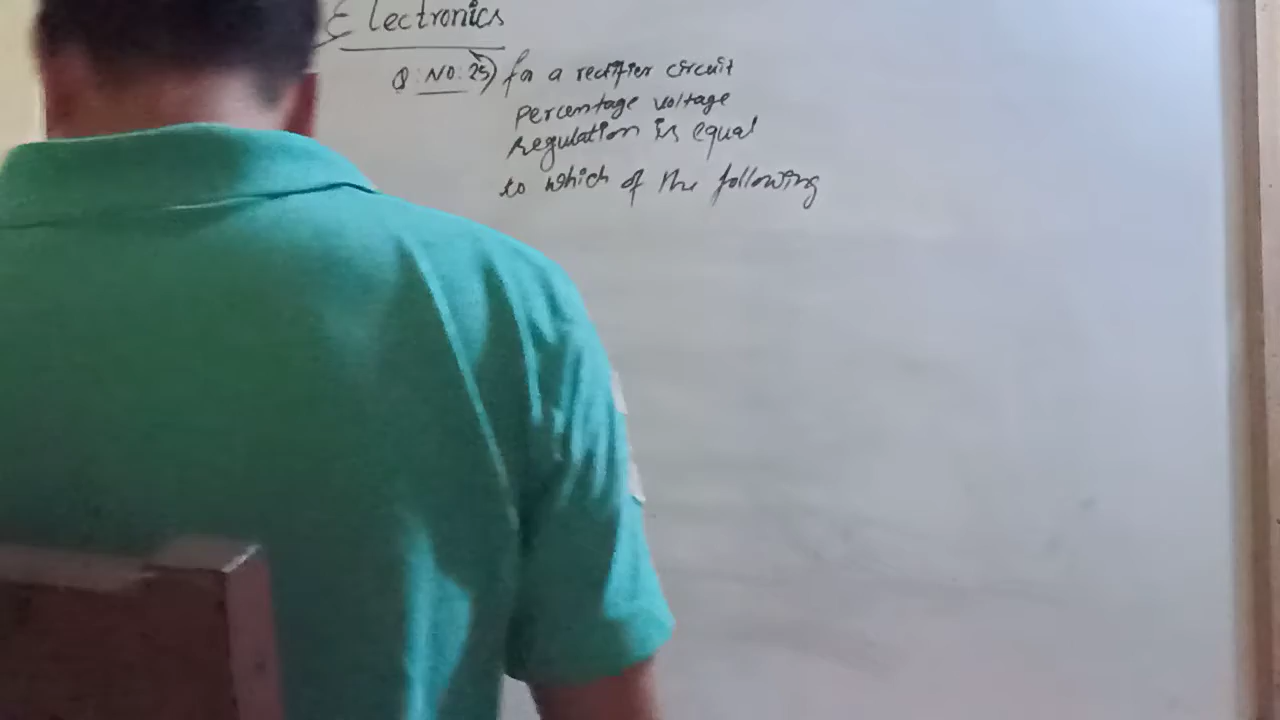 Electronics
Q. NO. 25) for a rectifier circuit
percentage voltage
regulation is equal
to which of the following